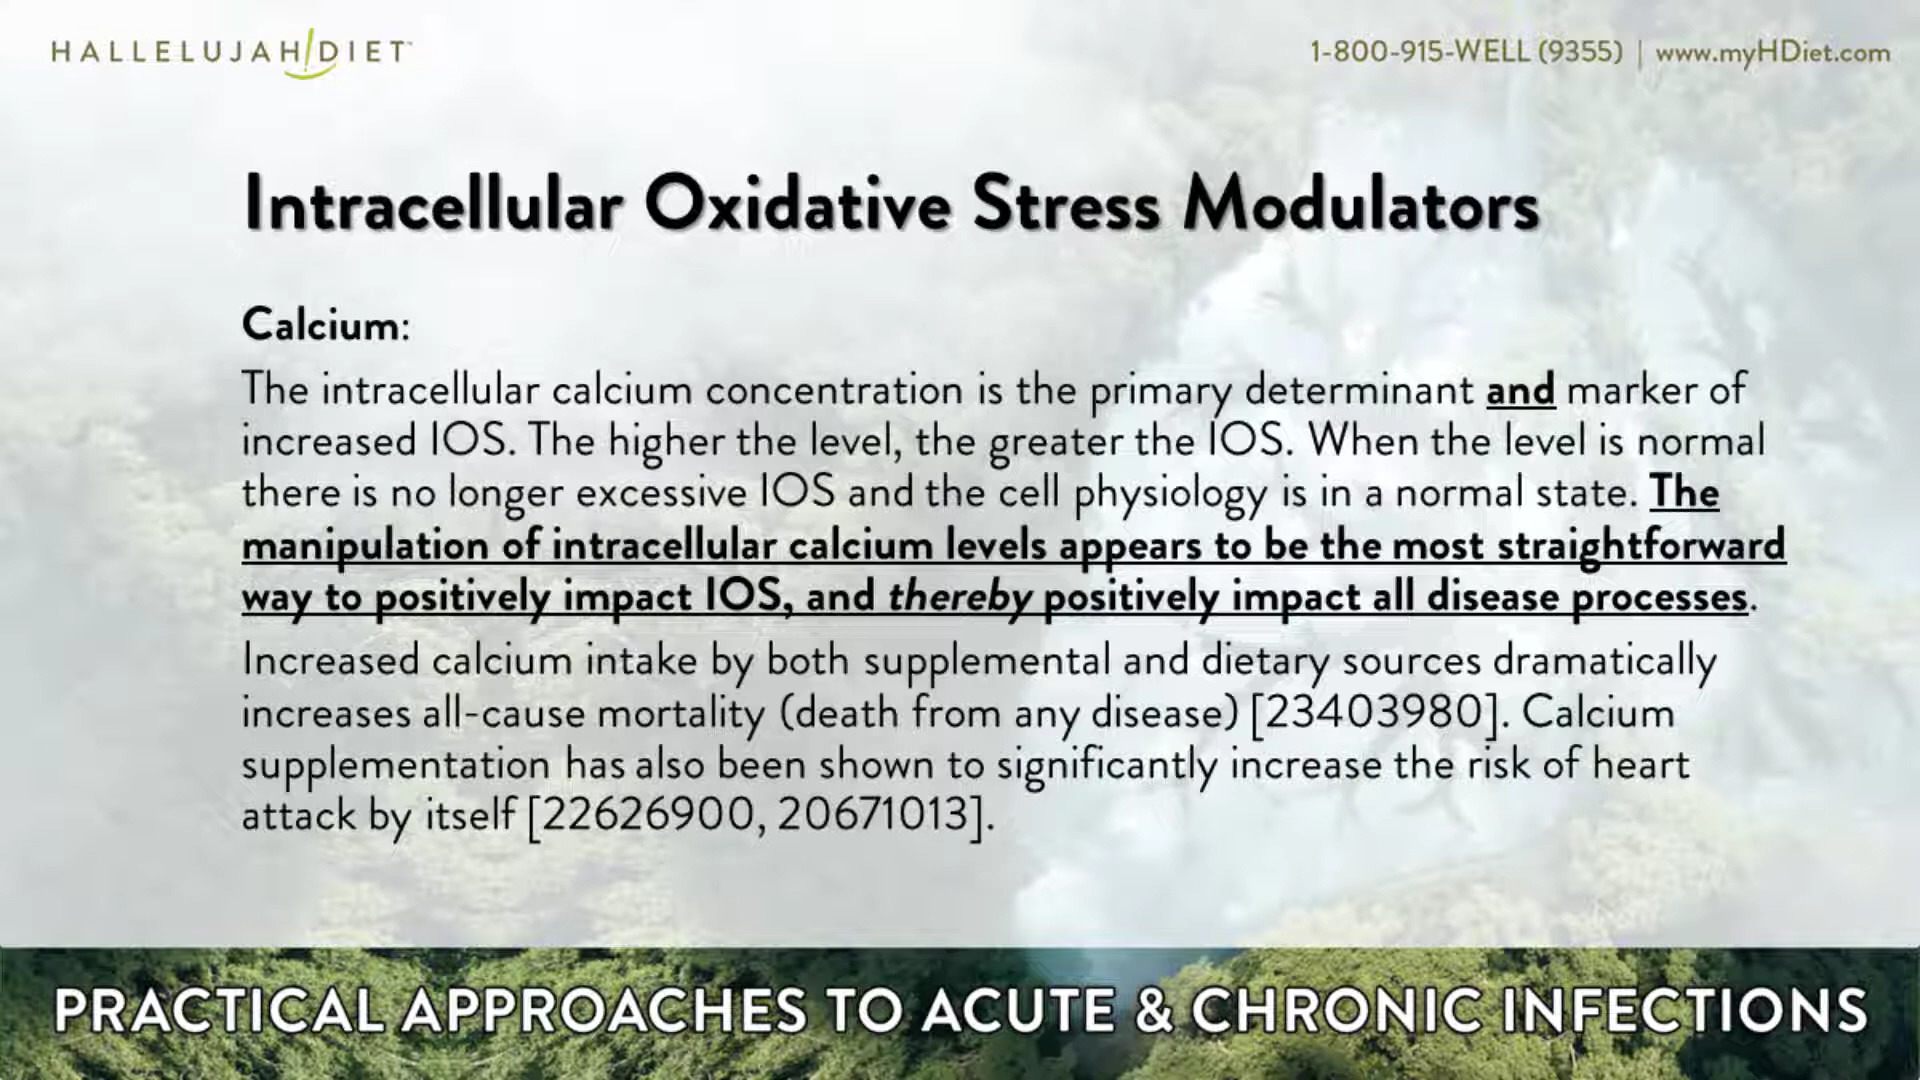 HALLELUJAH DIET™
1-800-915-WELL (9355) | www.myHDiet.com
Intracellular Oxidative Stress Modulators
Calcium:
The intracellular calcium concentration is the primary determinant and marker of
increased IOS. The higher the level, the greater the IOS. When the level is normal
there is no longer excessive IOS and the cell physiology is in a normal state. The
manipulation of intracellular calcium levels appears to be the most straightforward
way to positively impact IOS, and thereby positively impact all disease processes.
Increased calcium intake by both supplemental and dietary sources dramatically
increases all-cause mortality (death from any disease) [23403980]. Calcium
supplementation has also been shown to significantly increase the risk of heart
attack by itself [22626900, 20671013].
PRACTICAL APPROACHES TO ACUTE & CHRONIC INFECTIONS